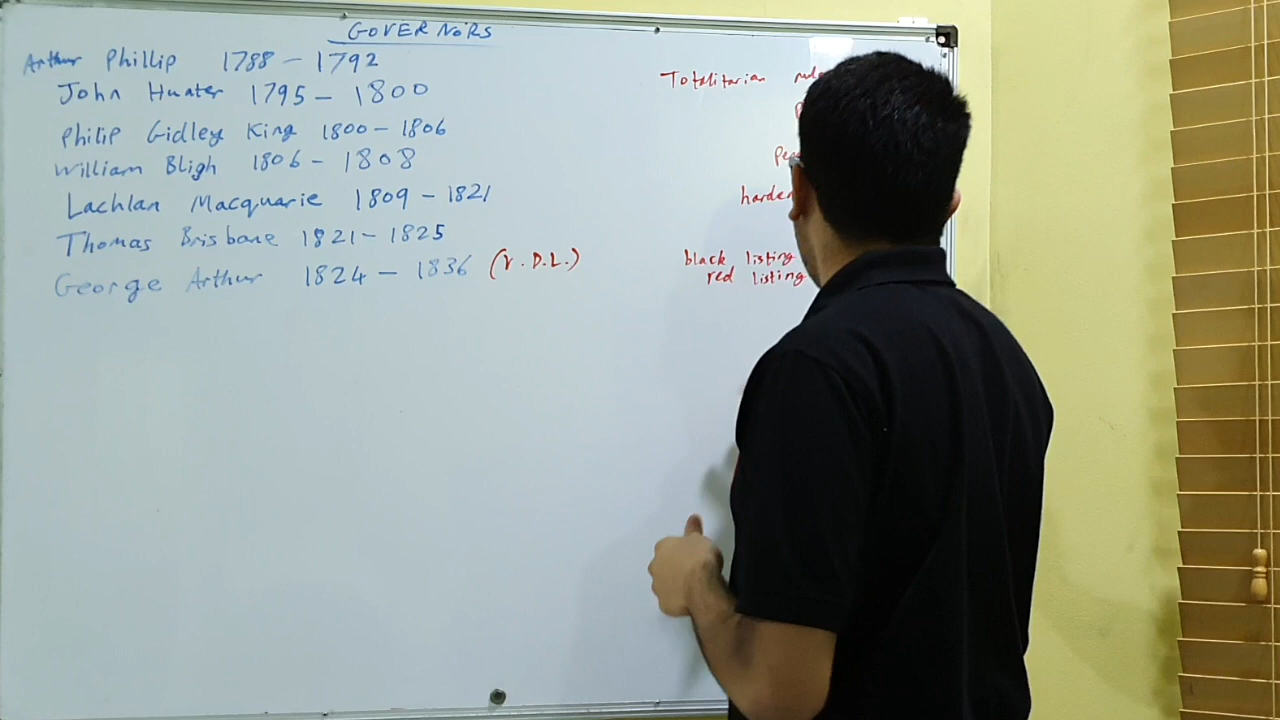 GOVERNORS
Arthur Phillip 1788 - 1792
John Hunter 1795 - 1800
Philip Gidley King 1800 - 1806
William Bligh 1806 - 1808
Lachlan Macquarie 1809 - 1821
Thomas Brisbane 1821 - 1825
George Arthur 1824 - 1836 (V.D.L.)
Totalitarian
black listing
red listing